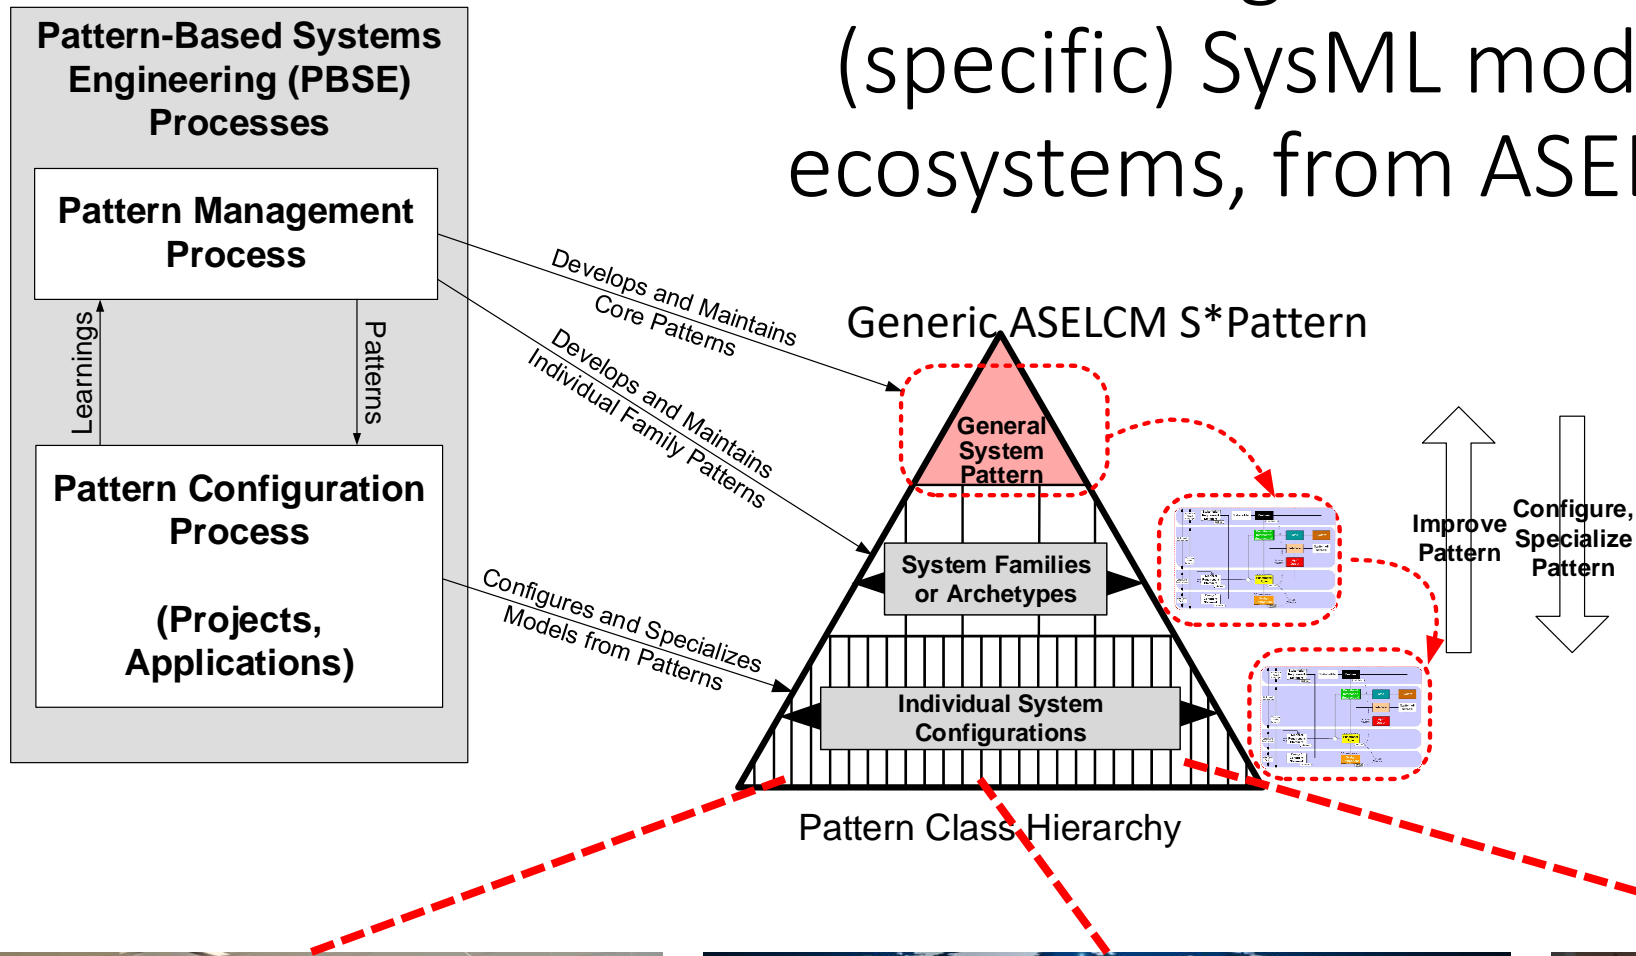 Pattern-Based Systems
Engineering (PBSE)
Processes
Pattern Management
Process
Learnings
Patterns
Pattern Configuration
Process
(Projects,
Applications)
(specific) SysML mod
ecosystems, from ASE
Develops and Maintains
Core Patterns
Develops and Maintains
Individual Family Patterns
Configures and Specializes
Models from Patterns
Generic ASELCM S*Pattern
General
System
Pattern
System Families
or Archetypes
Individual System
Configurations
Pattern Class Hierarchy
Improve
Pattern
Configure,
Specialize
Pattern